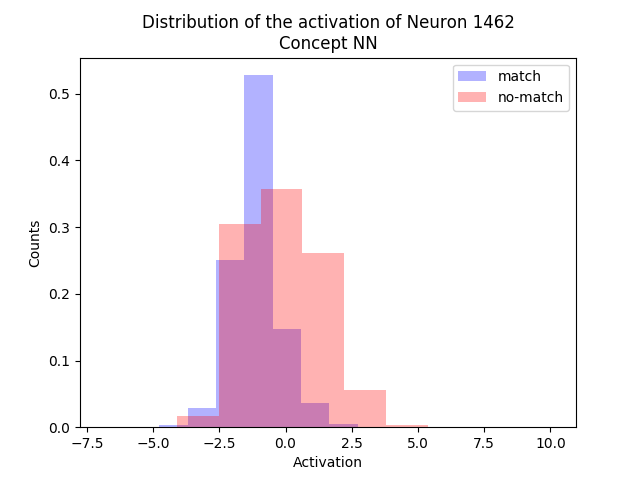 Distribution of the activation of Neuron 1462
Concept NN
match
no-match
Counts
0.5
0.4
0.3
0.2
0.1
0.0
−7.5 −5.0 −2.5 0.0 2.5 5.0 7.5 10.0
Activation